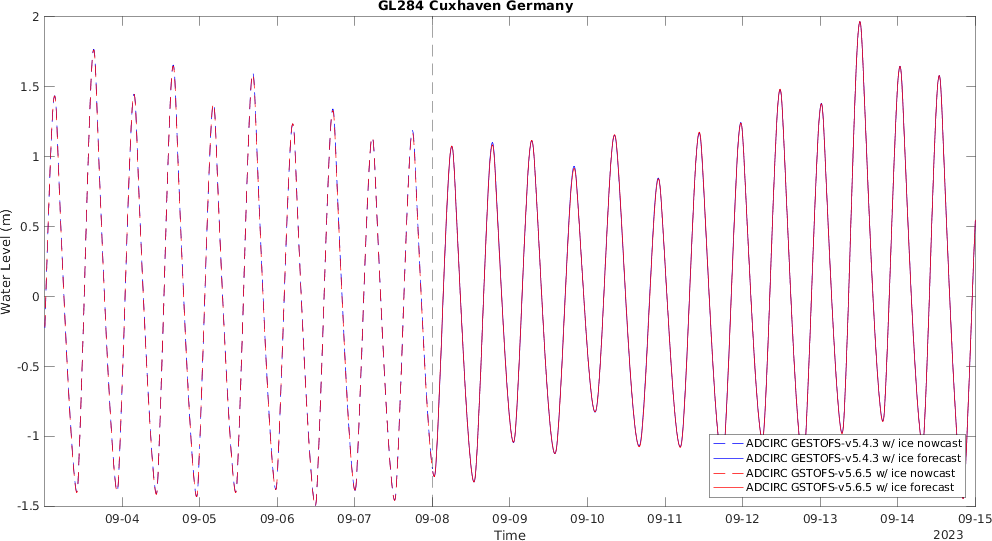 GL284 Cuxhaven Germany
2
1.5
1
0.5
0
-0.5
-1
-1.5
Water Level (m)
ADCIRC GESTOFS-v5.4.3 w/ ice nowcast
ADCIRC GESTOFS-v5.4.3 w/ ice forecast
ADCIRC GSTOFS-v5.6.5 w/ ice nowcast
ADCIRC GSTOFS-v5.6.5 w/ ice forecast
09-04 09-05 09-06 09-07 09-08 09-09 09-10 09-11 09-12 09-13 09-14 09-15
Time
2023